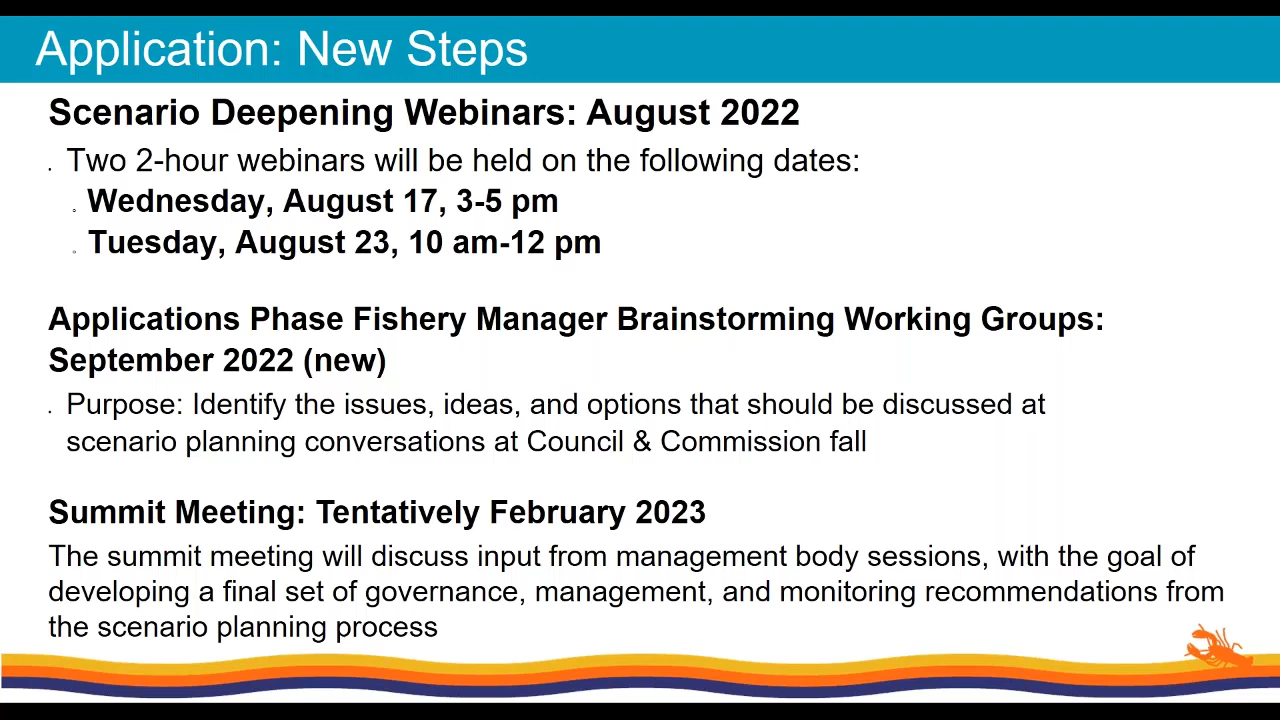 Application: New Steps
Scenario Deepening Webinars: August 2022
Two 2-hour webinars will be held on the following dates:
Wednesday, August 17, 3-5 pm
Tuesday, August 23, 10 am-12 pm
Applications Phase Fishery Manager Brainstorming Working Groups:
September 2022 (new)
Purpose: Identify the issues, ideas, and options that should be discussed at
scenario planning conversations at Council & Commission fall
Summit Meeting: Tentatively February 2023
The summit meeting will discuss input from management body sessions, with the goal of
developing a final set of governance, management, and monitoring recommendations from
the scenario planning process